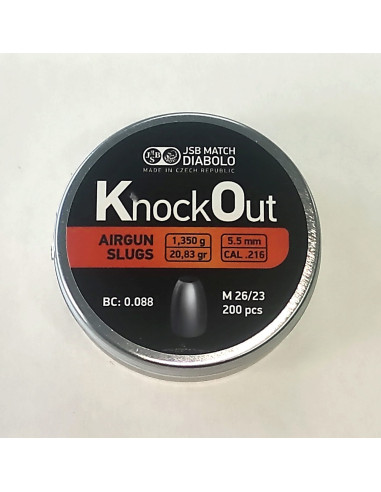 JSB
JSB MATCH
DIABOLO
MADE IN CZECH REPUBLIC
KnockOut
AIRGUN
SLUGS
1,350 g
20,83 gr
5.5 mm
CAL .216
BC: 0.088
M 26/23
200 pcs